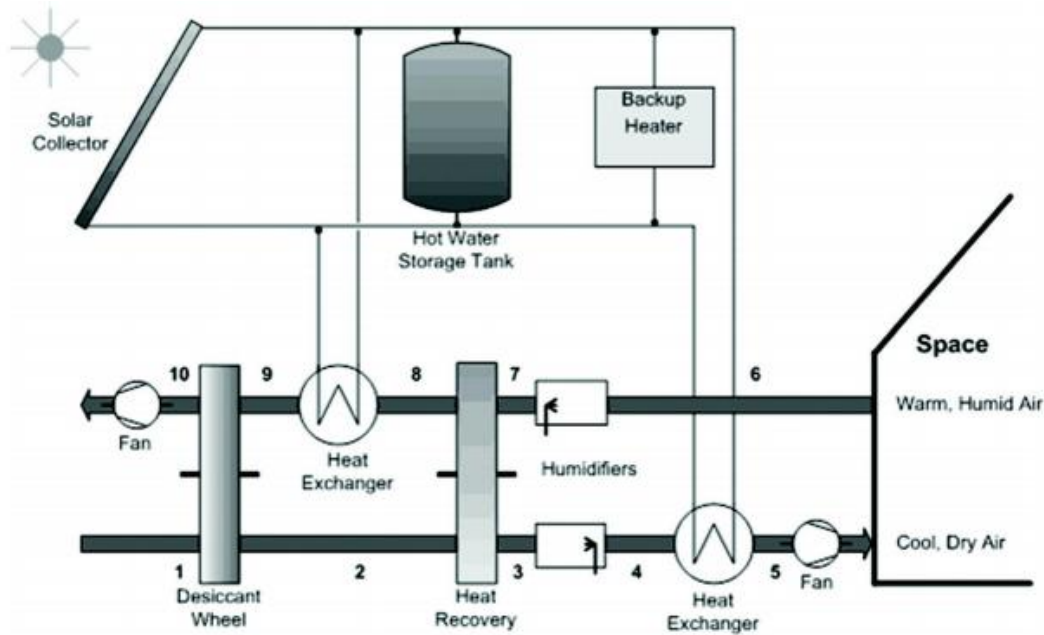 Solar
Collector
Backup
Heater
Hot Water
Storage Tank
Space
10
9
8
7
6
Warm, Humid Air
Fan
Heat
Exchanger
Humidifiers
Cool, Dry Air
1
2
3
4
5
Fan
Desiccant
Wheel
Heat
Recovery
Heat
Exchanger